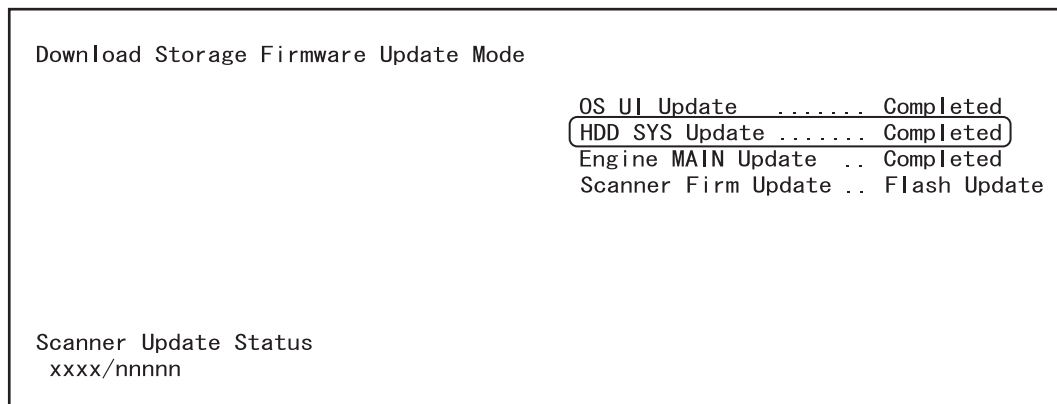 Download Storage Firmware Update Mode
OS UI Update ....... Completed
HDD SYS Update ....... Completed
Engine MAIN Update .. Completed
Scanner Firm Update .. Flash Update
Scanner Update Status
xxxx/nnnnn